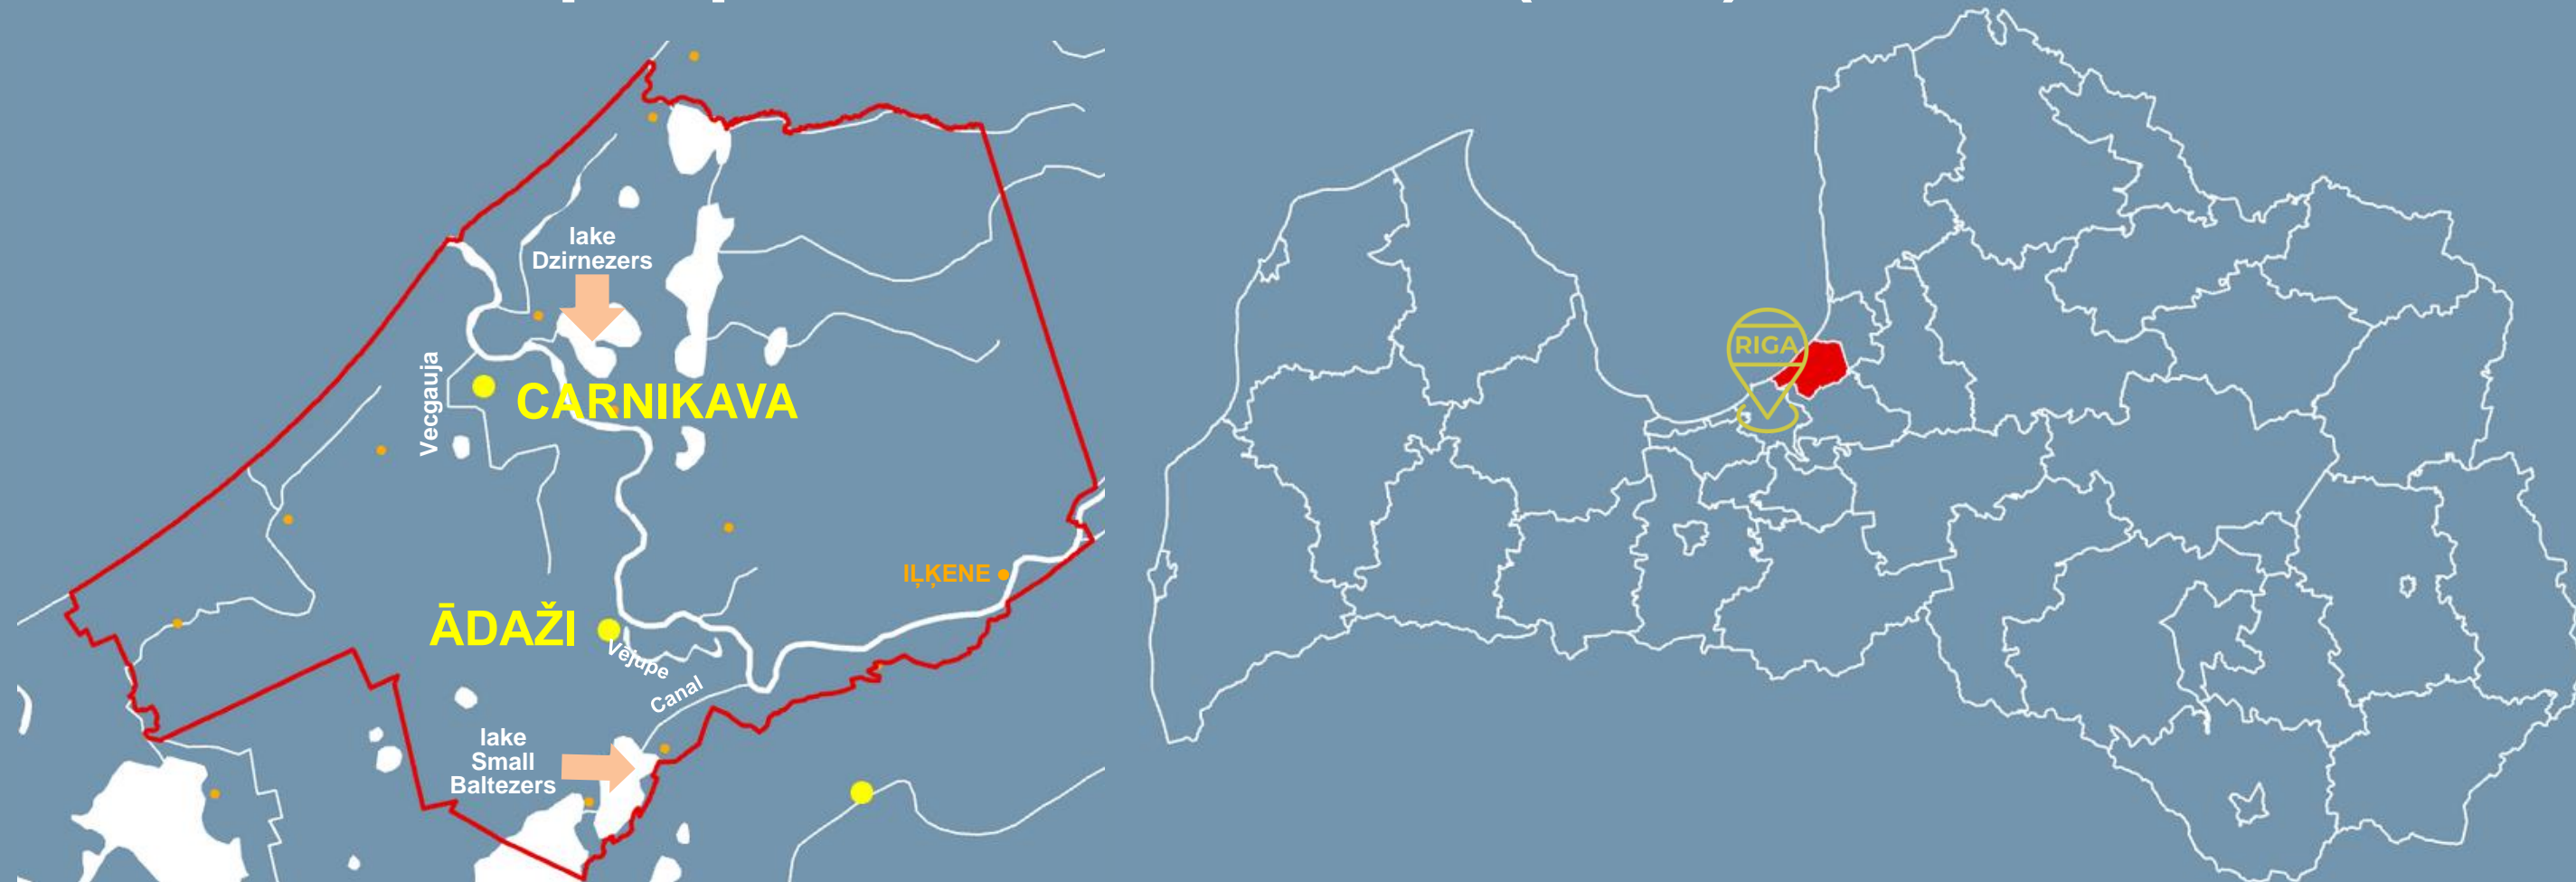 lake
Dzirnezers
Vecgauja
CARNIKAVA
IĻĶENE
ĀDAŽI
Vējupe
Canal
lake
Small
Baltezers
RIGA